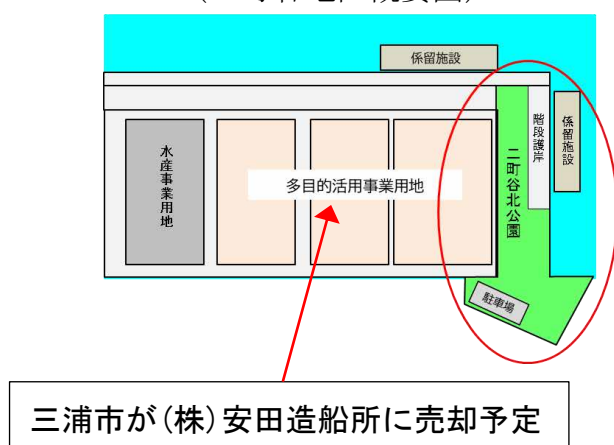 係留施設
水産事業用地
多目的活用事業用地
二町谷北公園
階段護岸
係留施設
駐車場
三浦市が(株)安田造船所に売却予定